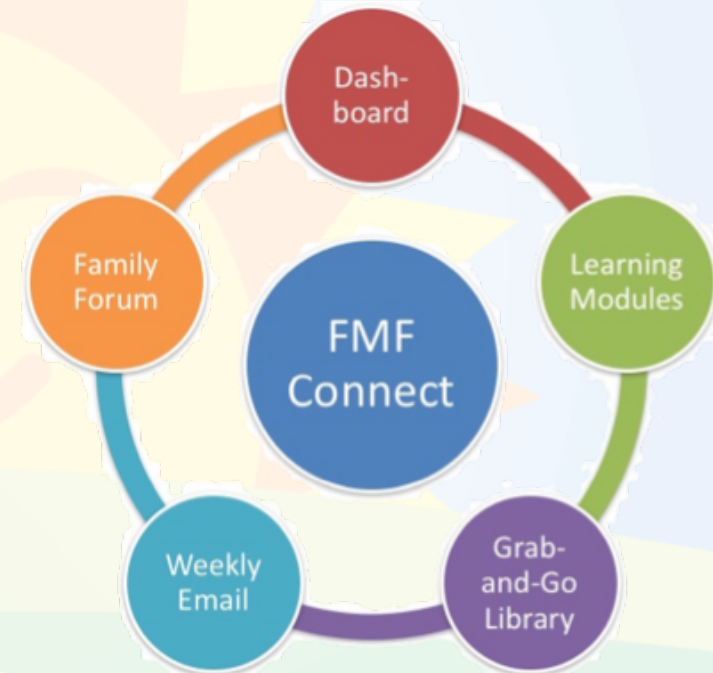 Dash-
board
Learning
Modules
Grab-
and-Go
Library
Weekly
Email
Family
Forum
FMF
Connect